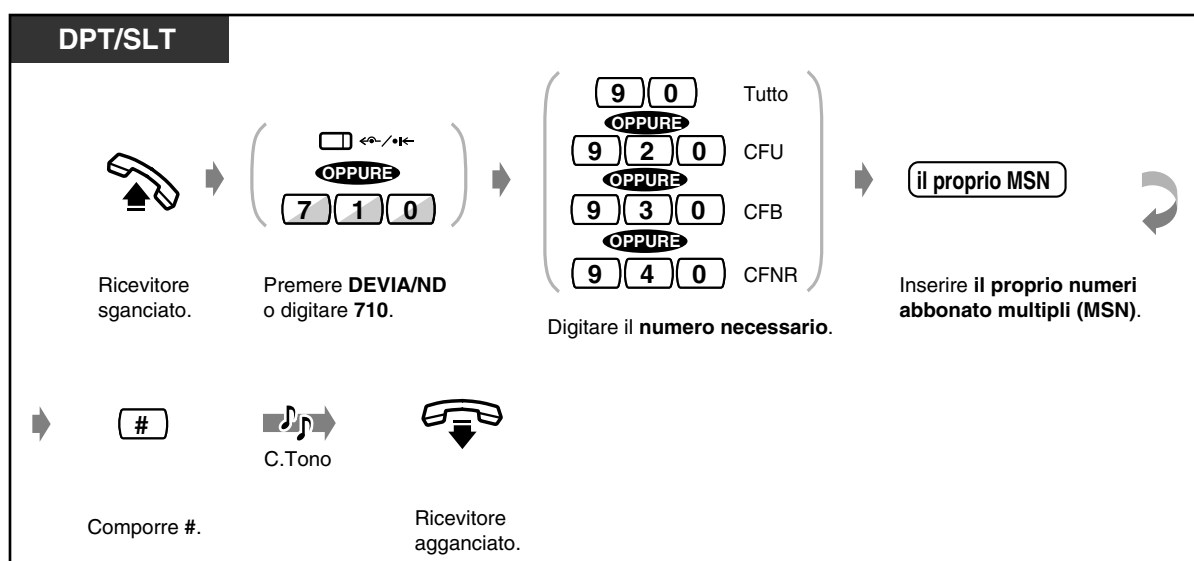 DPT/SLT
Ricevitore
sganciato.
OPPURE
7 1 0
Premere DEVIA/ND
o digitare 710.
9 0 Tutto
OPPURE
9 2 0 CFU
OPPURE
9 3 0 CFB
OPPURE
9 4 0 CFNR
Digitare il numero necessario.
il proprio MSN
Inserire il proprio numeri
abbonato multipli (MSN).
#
Comporre #.
C.Tono
Ricevitore
agganciato.